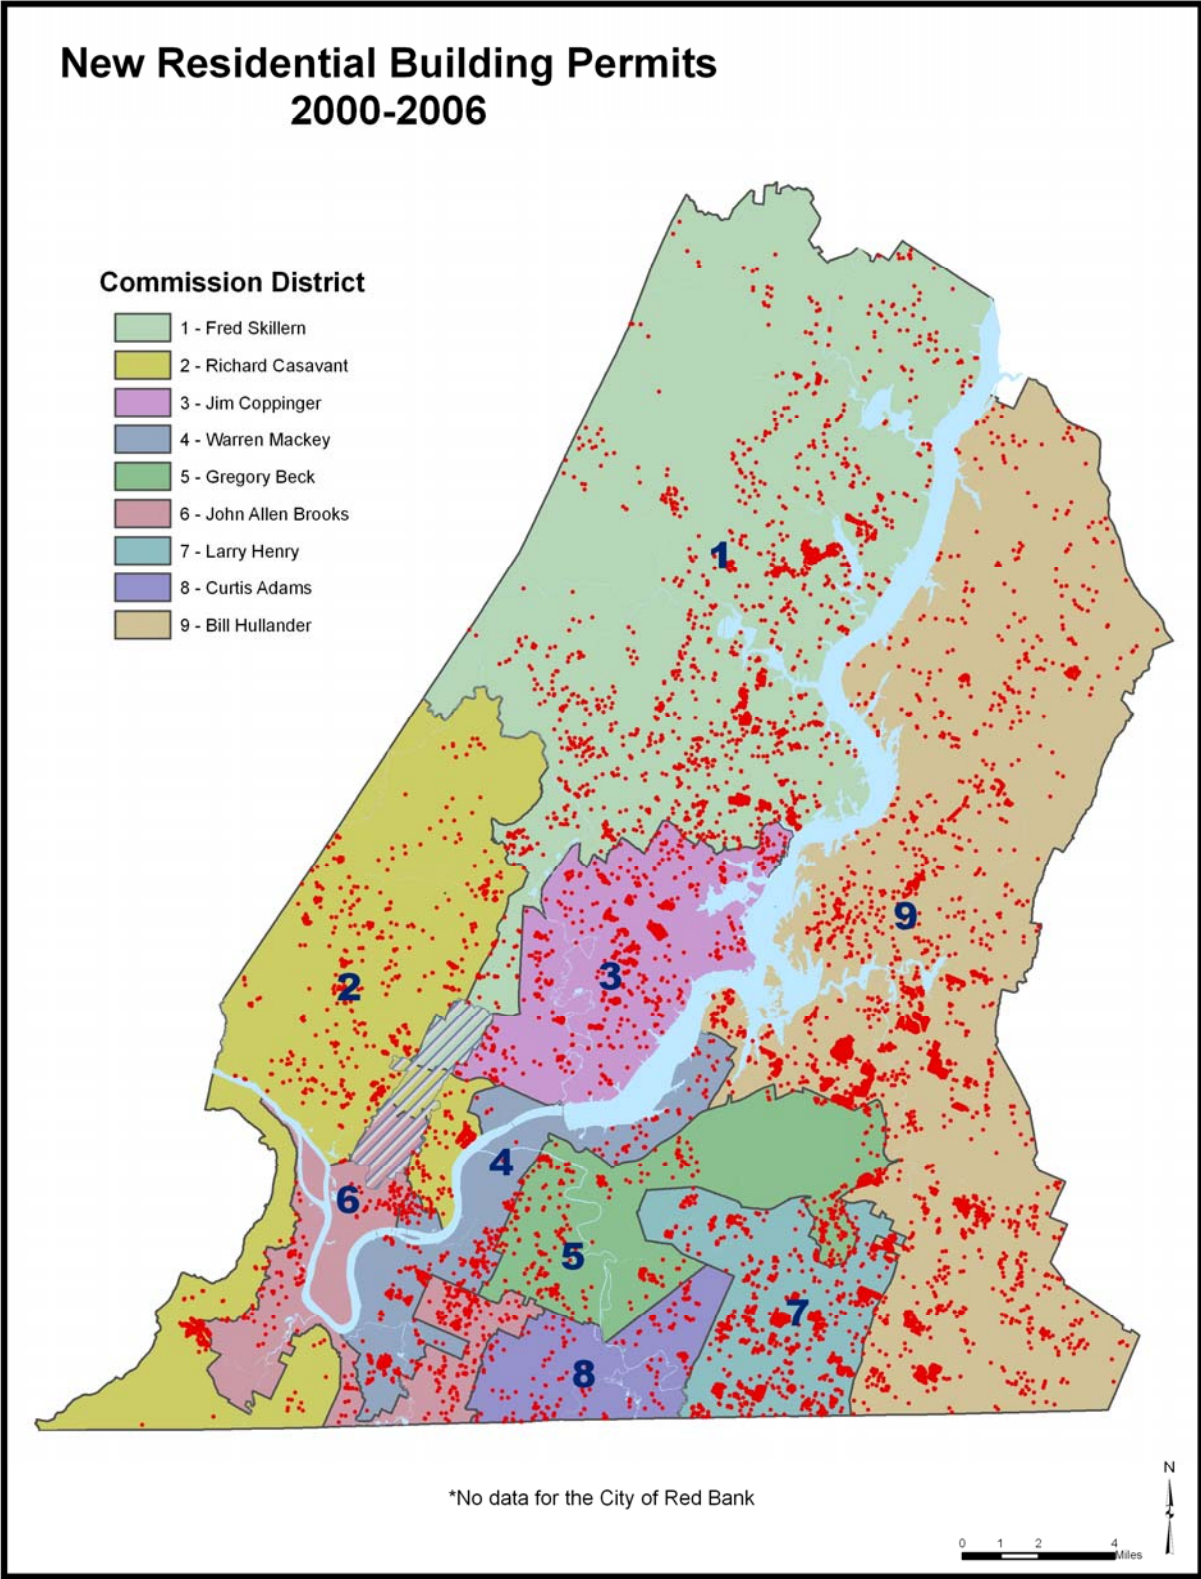 New Residential Building Permits
2000-2006
Commission District
1 - Fred Skillern
2 - Richard Casavant
3 - Jim Coppinger
4 - Warren Mackey
5 - Gregory Beck
6 - John Allen Brooks
7 - Larry Henry
8 - Curtis Adams
9 - Bill Hullander
1
9
2
3
4
6
5
7
8
*No data for the City of Red Bank
N
0 1 2 4
Miles